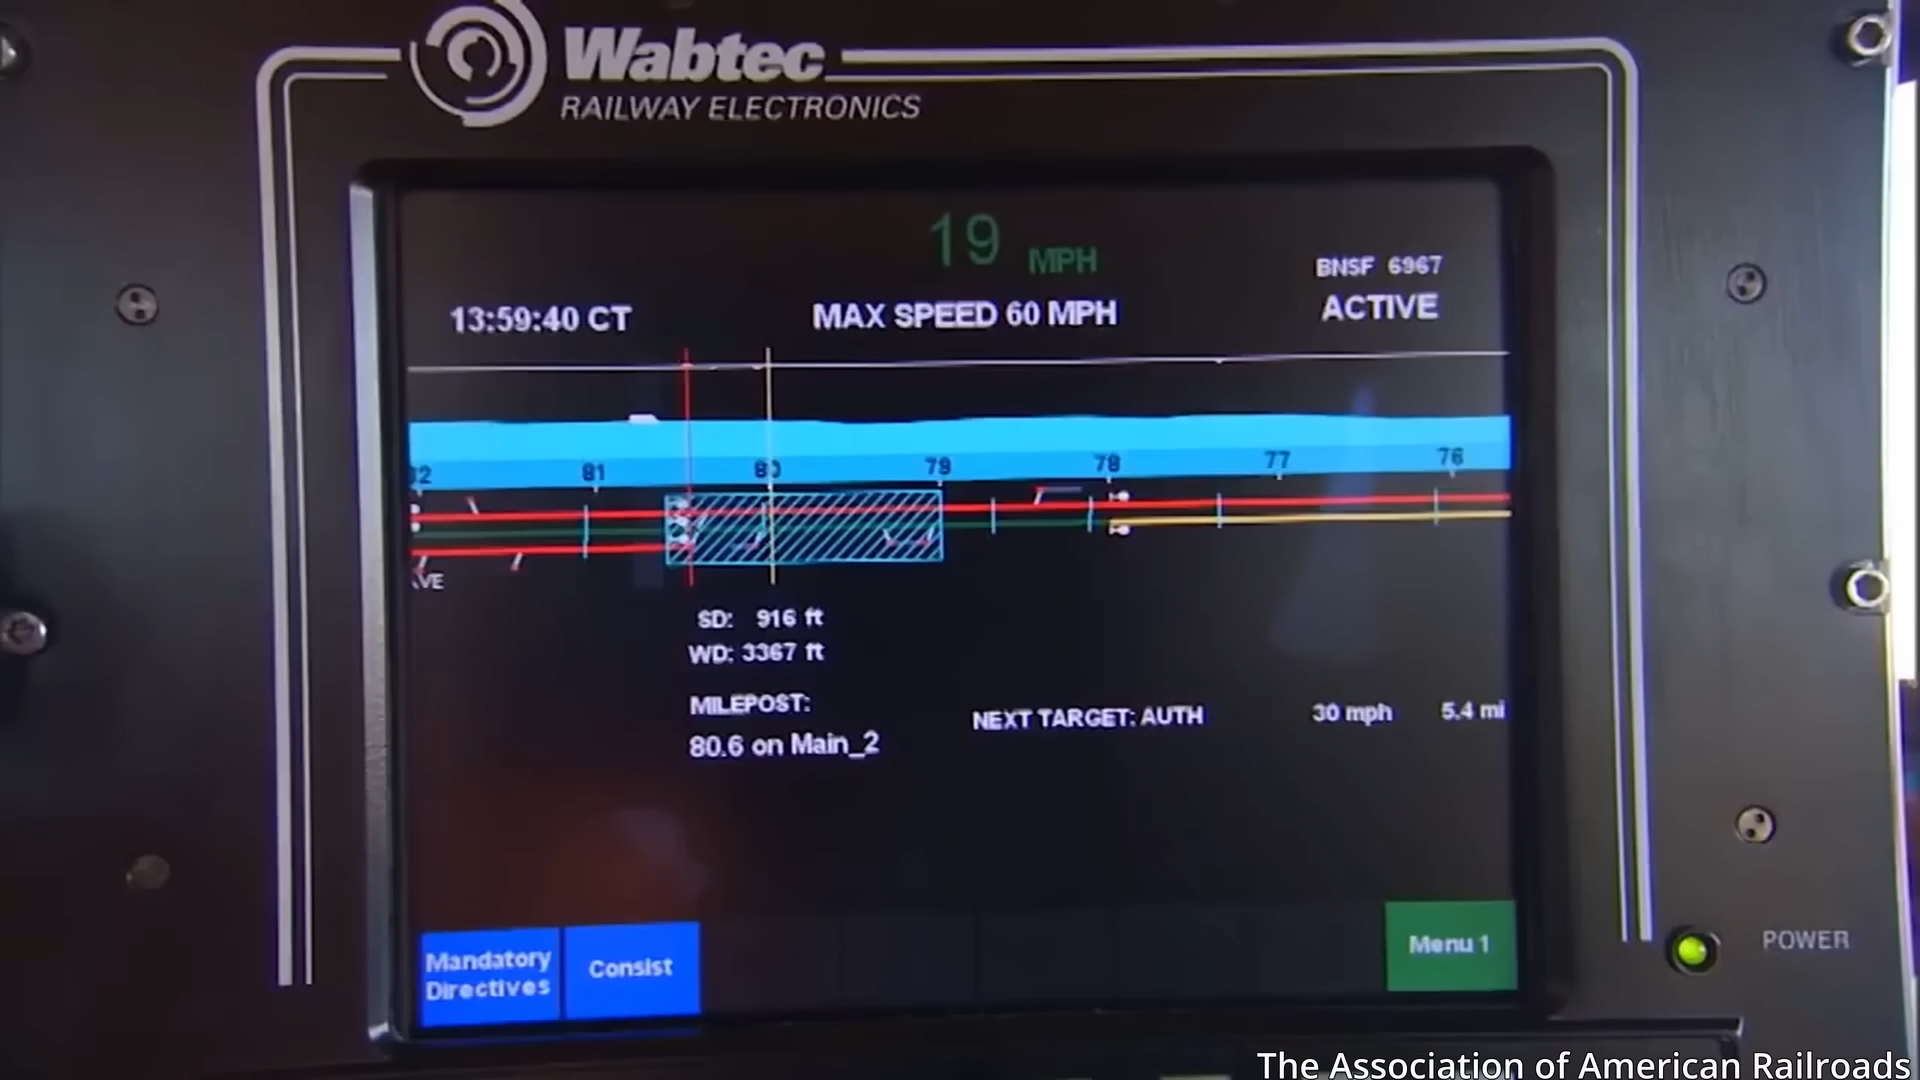 Wabtec
RAILWAY ELECTRONICS
19 MPH
BNSF 6967
13:59:40 CT
MAX SPEED 60 MPH
ACTIVE
81 80 79 78 77 76
SD: 916 ft
WD: 3367 ft
MILEPOST:
80.6 on Main_2
NEXT TARGET: AUTH 30 mph 5.4 mi
Mandatory
Directives
Consist
Menu 1
POWER
The Association of American Railroads